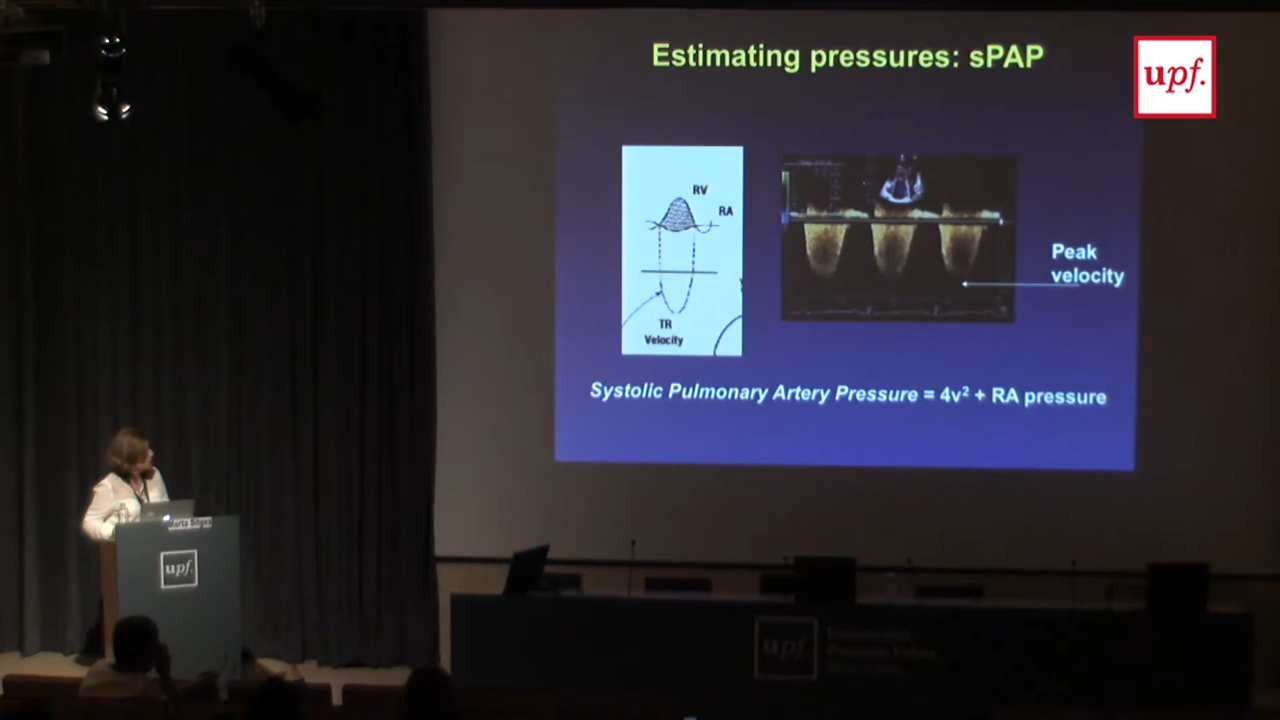 Estimating pressures: sPAP
upf.
RV
RA
TR
Velocity
Peak
velocity
Systolic Pulmonary Artery Pressure = 4v² + RA pressure
upf.
upf.